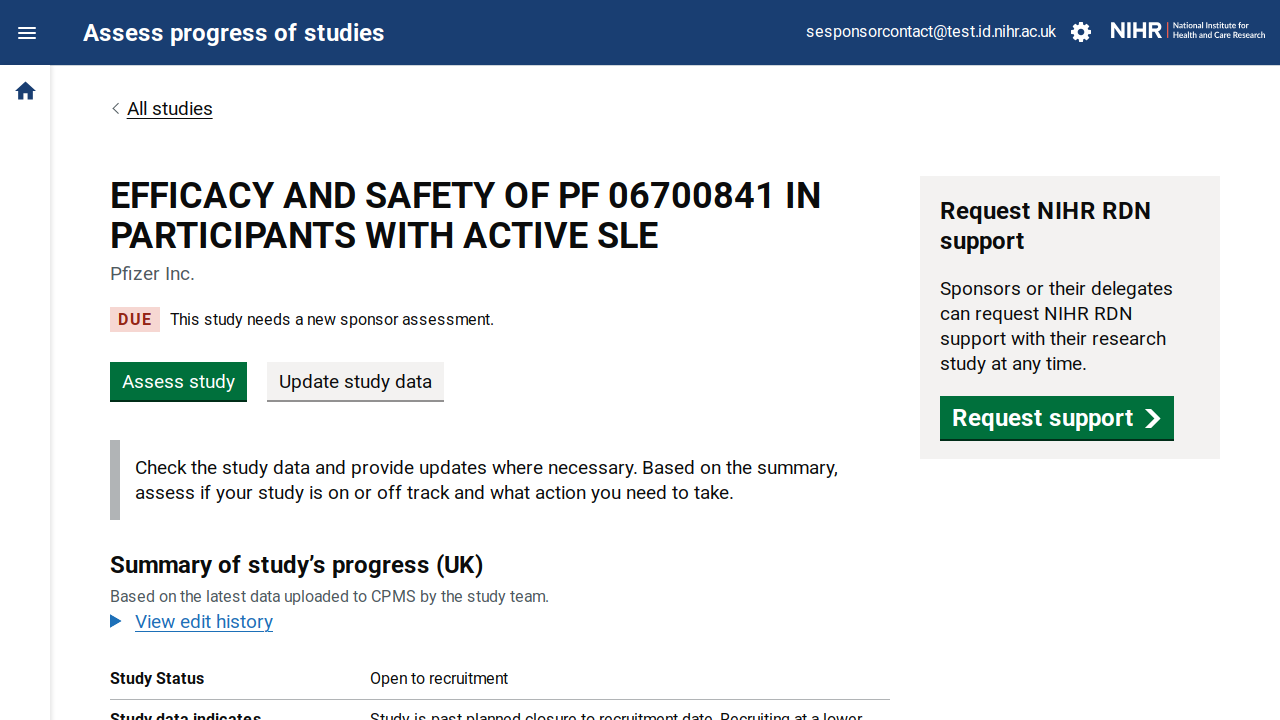 Assess progress of studies
sesponsorcontact@test.id.nihr.ac.uk
NIHR
National Institute for
Health and Care Research
All studies
EFFICACY AND SAFETY OF PF 06700841 IN
PARTICIPANTS WITH ACTIVE SLE
Pfizer Inc.
DUE This study needs a new sponsor assessment.
Assess study
Update study data
Check the study data and provide updates where necessary. Based on the summary,
assess if your study is on or off track and what action you need to take.
Summary of study’s progress (UK)
Based on the latest data uploaded to CPMS by the study team.
View edit history
Study Status Open to recruitment
Study data indicates Study is past planned closure to recruitment date, Recruiting at a lower
Request NIHR RDN
support
Sponsors or their delegates
can request NIHR RDN
support with their research
study at any time.
Request support